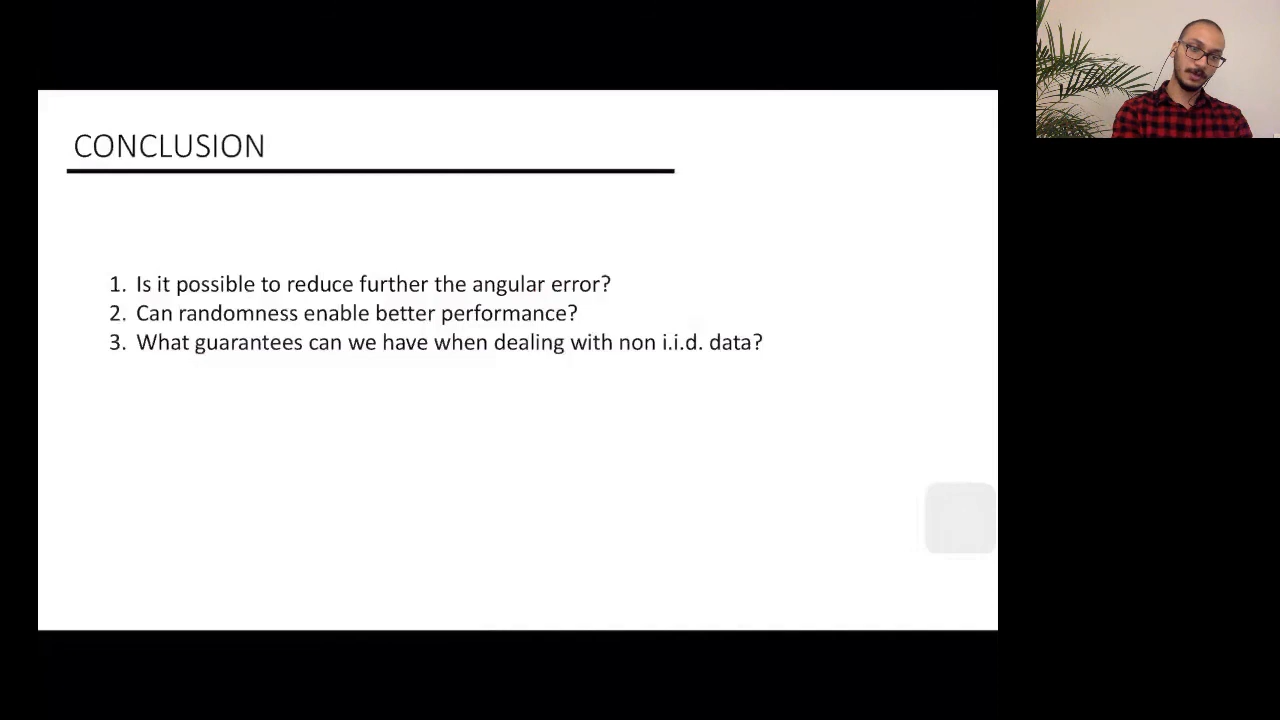 CONCLUSION
1. Is it possible to reduce further the angular error?
2. Can randomness enable better performance?
3. What guarantees can we have when dealing with non i.i.d. data?